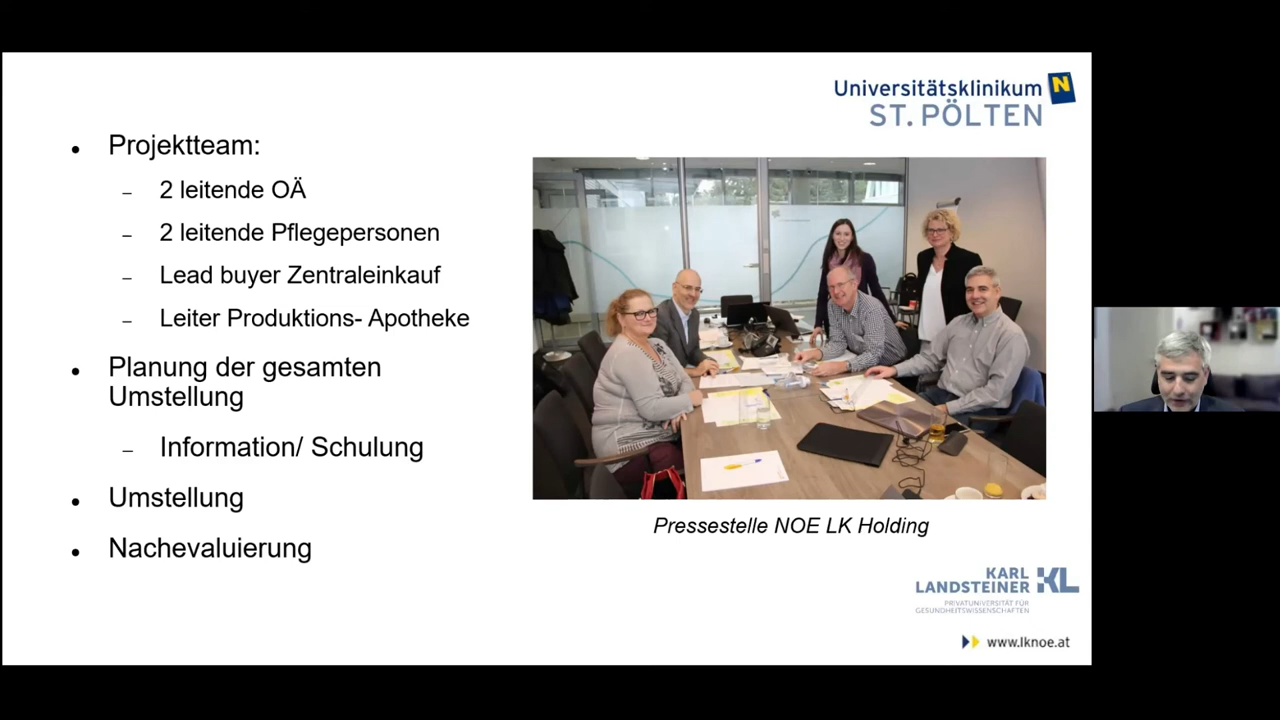 Universitätsklinikum N
ST. PÖLTEN
● Projektteam:
– 2 leitende OÄ
– 2 leitende Pflegepersonen
– Lead buyer Zentraleinkauf
– Leiter Produktions- Apotheke
● Planung der gesamten
Umstellung
– Information/ Schulung
● Umstellung
● Nachevaluierung
Pressestelle NOE LK Holding
KARL
LANDSTEINER KL
PRIVATUNIVERSITÄT FÜR
GESUNDHEITSWISSENSCHAFTEN
www.lknoe.at